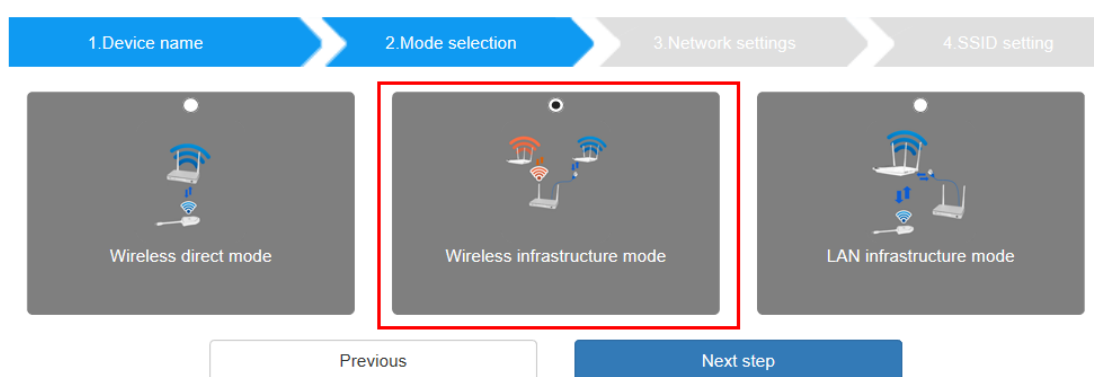 1.Device name
2.Mode selection
3.Network settings
4.SSID setting
Wireless direct mode
Wireless infrastructure mode
LAN infrastructure mode
Previous
Next step